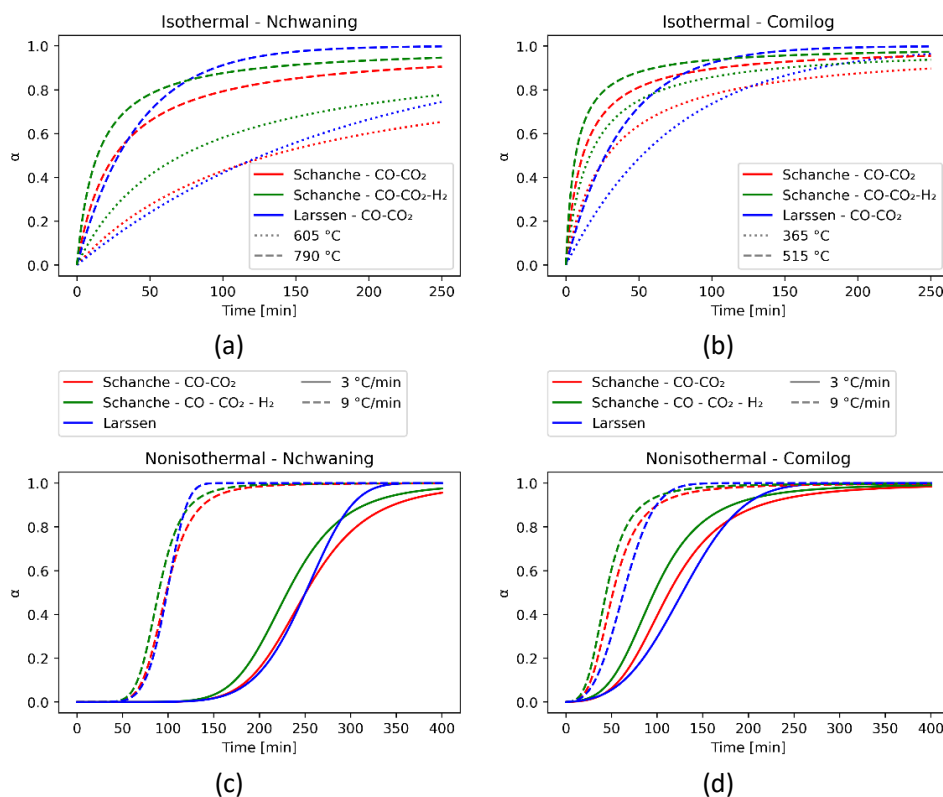 Isothermal - Nchwaning
α
1.0
0.8
0.6
0.4
0.2
0.0
Schanche - CO-CO₂
Schanche - CO-CO₂-H₂
Larssen - CO-CO₂
605 °C
790 °C
0 50 100 150 200 250
Time [min]
(a)
Isothermal - Comilog
α
1.0
0.8
0.6
0.4
0.2
0.0
Schanche - CO-CO₂
Schanche - CO-CO₂-H₂
Larssen - CO-CO₂
365 °C
515 °C
0 50 100 150 200 250
Time [min]
(b)
Schanche - CO-CO₂ 3 °C/min
Schanche - CO - CO₂ - H₂ 9 °C/min
Larssen
Nonisothermal - Nchwaning
α
1.0
0.8
0.6
0.4
0.2
0.0
0 50 100 150 200 250 300 350 400
Time [min]
(c)
Schanche - CO-CO₂ 3 °C/min
Schanche - CO - CO₂ - H₂ 9 °C/min
Larssen
Nonisothermal - Comilog
α
1.0
0.8
0.6
0.4
0.2
0.0
0 50 100 150 200 250 300 350 400
Time [min]
(d)